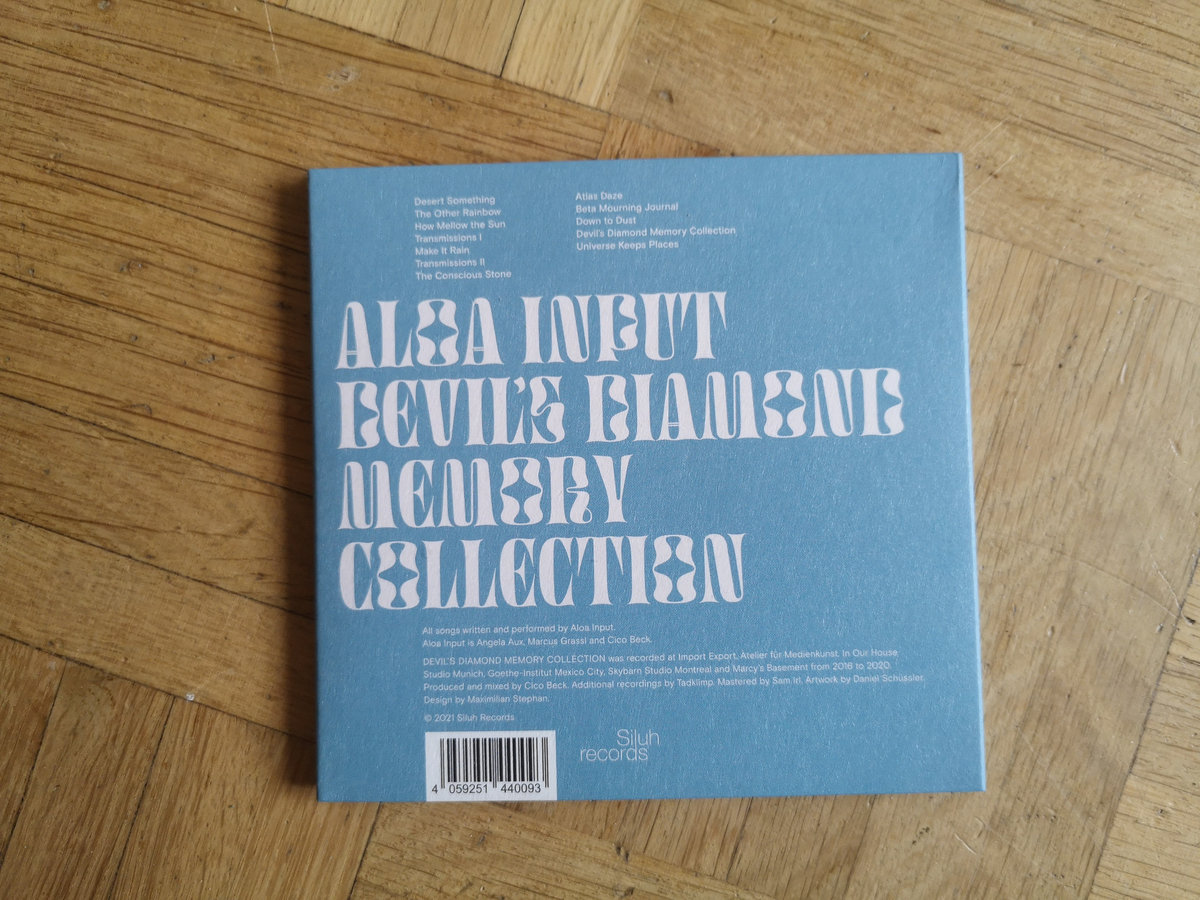 Desert Something
The Other Rainbow
How Mellow the Sun
Transmissions I
Make It Rain
Transmissions II
The Conscious Stone
Atlas Daze
Beta Mourning Journal
Down to Dust
Devil's Diamond Memory Collection
Universe Keeps Places
ALOA INPUT
DEVIL'S DIAMOND
MEMORY
COLLECTION
All songs written and performed by Aloa Input.
Aloa Input is Angela Aux, Marcus Grassl and Cico Beck.
DEVIL'S DIAMOND MEMORY COLLECTION was recorded at Import Export, Atelier für Medienkunst, In Our House
Studio Munich, Goethe-Institut Mexico City, Skybarn Studio Montreal and Marcy's Basement from 2016 to 2020.
Produced and mixed by Cico Beck. Additional recordings by Tadklimp. Mastered by Sam Irl. Artwork by Daniel Schüssler.
Design by Maximilian Stephan.
© 2021 Siluh Records
Siluh
records
4 059251 440093